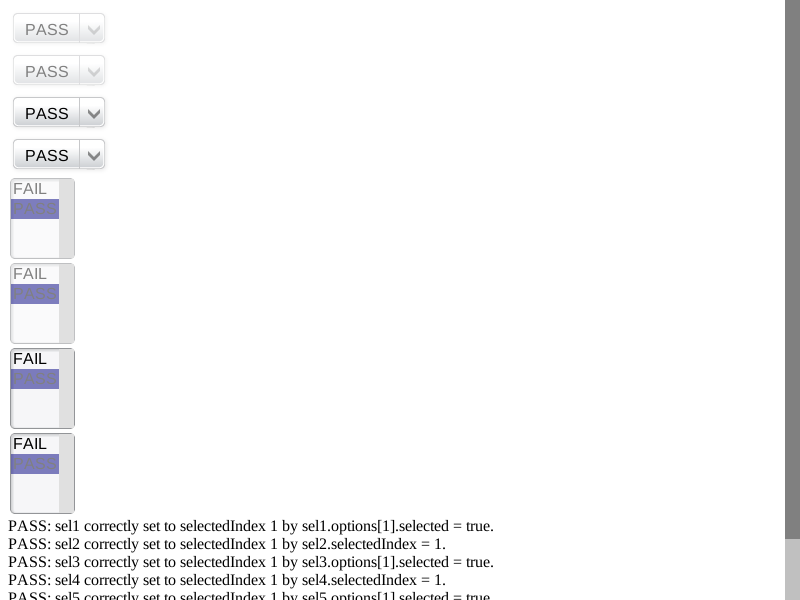 PASS
PASS
PASS
PASS
FAIL
PASS
FAIL
PASS
FAIL
PASS
FAIL
PASS
PASS: sel1 correctly set to selectedIndex 1 by sel1.options[1].selected = true.
PASS: sel2 correctly set to selectedIndex 1 by sel2.selectedIndex = 1.
PASS: sel3 correctly set to selectedIndex 1 by sel3.options[1].selected = true.
PASS: sel4 correctly set to selectedIndex 1 by sel4.selectedIndex = 1.
PASS: sel5 correctly set to selectedIndex 1 by sel5.options[1].selected = true.